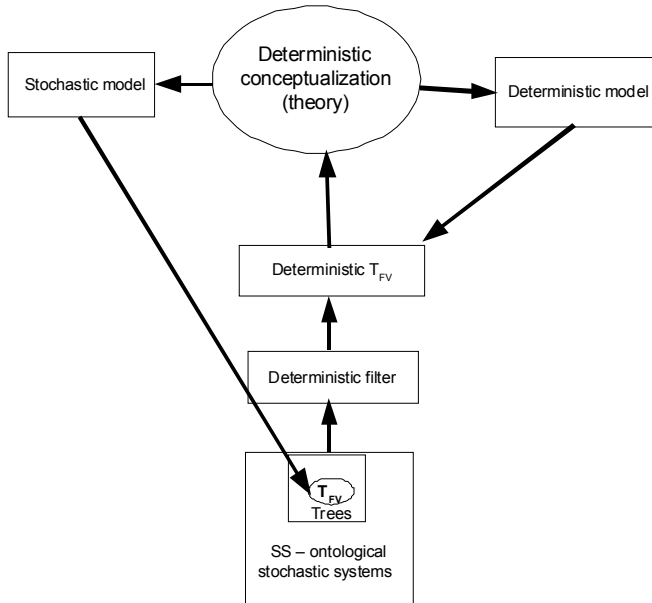 Deterministic
conceptualization
(theory)
Stochastic model
Deterministic model
Deterministic T_FV
Deterministic filter
T_FV
Trees
SS – ontological
stochastic systems